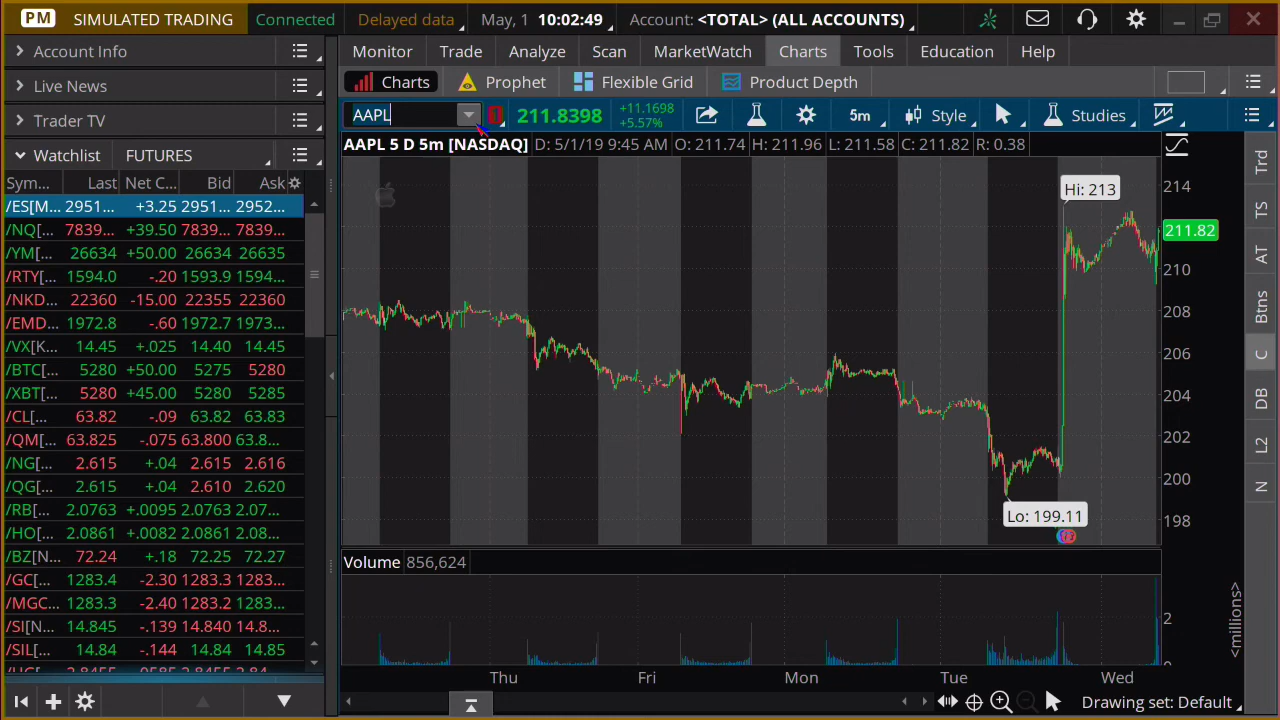 PM SIMULATED TRADING Connected Delayed data May, 1 10:02:49 Account: <TOTAL> (ALL ACCOUNTS)
Account Info
Live News
Trader TV
Watchlist FUTURES
Monitor Trade Analyze Scan MarketWatch Charts Tools Education Help
Charts Prophet Flexible Grid Product Depth
AAPL 211.8398 +11.1698 +5.57% 5m Style Studies
AAPL 5 D 5m [NASDAQ] D: 5/1/19 9:45 AM O: 211.74 H: 211.96 L: 211.58 C: 211.82 R: 0.38
Sym... Last Net C... Bid Ask
/ES[M... 2951... +3.25 2951... 2952...
/NQ[... 7839... +39.50 7839... 7839...
/YM[... 26634 +50.00 26634 26635
/RTY[... 1594.0 -.20 1593.9 1594...
/NKD... 22360 -15.00 22355 22360
/EMD... 1972.8 -.60 1972.7 1973...
/VX[K... 14.45 +.025 14.40 14.45
/BTC[... 5280 +50.00 5275 5280
/XBT[... 5280 +45.00 5280 5285
/CL[... 63.82 -.09 63.82 63.83
/QM[... 63.825 -.075 63.800 63.8...
/NG[... 2.615 +.04 2.615 2.616
/QG[... 2.615 +.04 2.610 2.620
/RB[... 2.0763 +.0095 2.0763 2.07...
/HO[... 2.0861 +.0082 2.0861 2.08...
/BZ[N... 72.24 +.18 72.25 72.27
/GC[... 1283.4 -2.30 1283.3 1283...
/MGC... 1283.3 -2.40 1283.3 1283...
/SI[N... 14.845 -.139 14.840 14.8...
/SIL[... 14.84 -.144 14.84 14.85
Hi: 213
Lo: 199.11
214
211.82
210
208
206
204
202
200
198
Volume 856,624
2
<millions>
Thu Fri Mon Tue Wed
Drawing set: Default
Trd
TS
AT
Btns
C
DB
L2
N